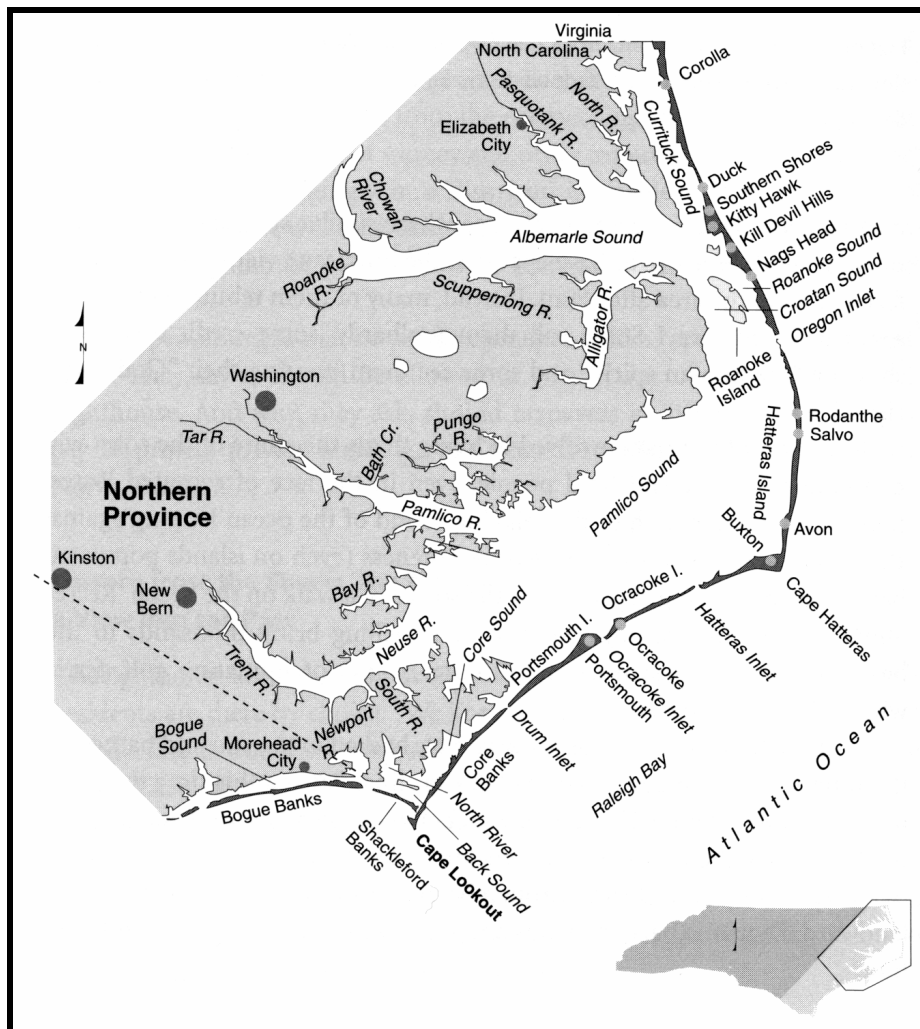 Virginia
North Carolina
Corolla
Pasquotank R.
North R.
Currituck Sound
Elizabeth
City
Chowan
River
Duck
Southern Shores
Kitty Hawk
Kill Devil Hills
Nags Head
Roanoke Sound
Croatan Sound
Oregon Inlet
Albemarle Sound
Roanoke
R.
Scuppernong R.
Alligator R.
Roanoke
Island
N
Washington
Tar R.
Bath Cr.
Pungo
R.
Pamlico Sound
Hatteras Island
Rodanthe
Salvo
Northern
Province
Pamlico R.
Avon
Buxton
Cape Hatteras
Kinston
New
Bern
Bay R.
Neuse R.
Trent R.
Core Sound
Portsmouth I.
Ocracoke I.
Hatteras Inlet
Ocracoke
Ocracoke Inlet
Portsmouth
South R.
Newport
R.
Bogue
Sound
Morehead
City
Drum Inlet
Core
Banks
Raleigh Bay
Atlantic Ocean
Bogue Banks
Shackleford
Banks
Cape Lookout
North River
Back Sound